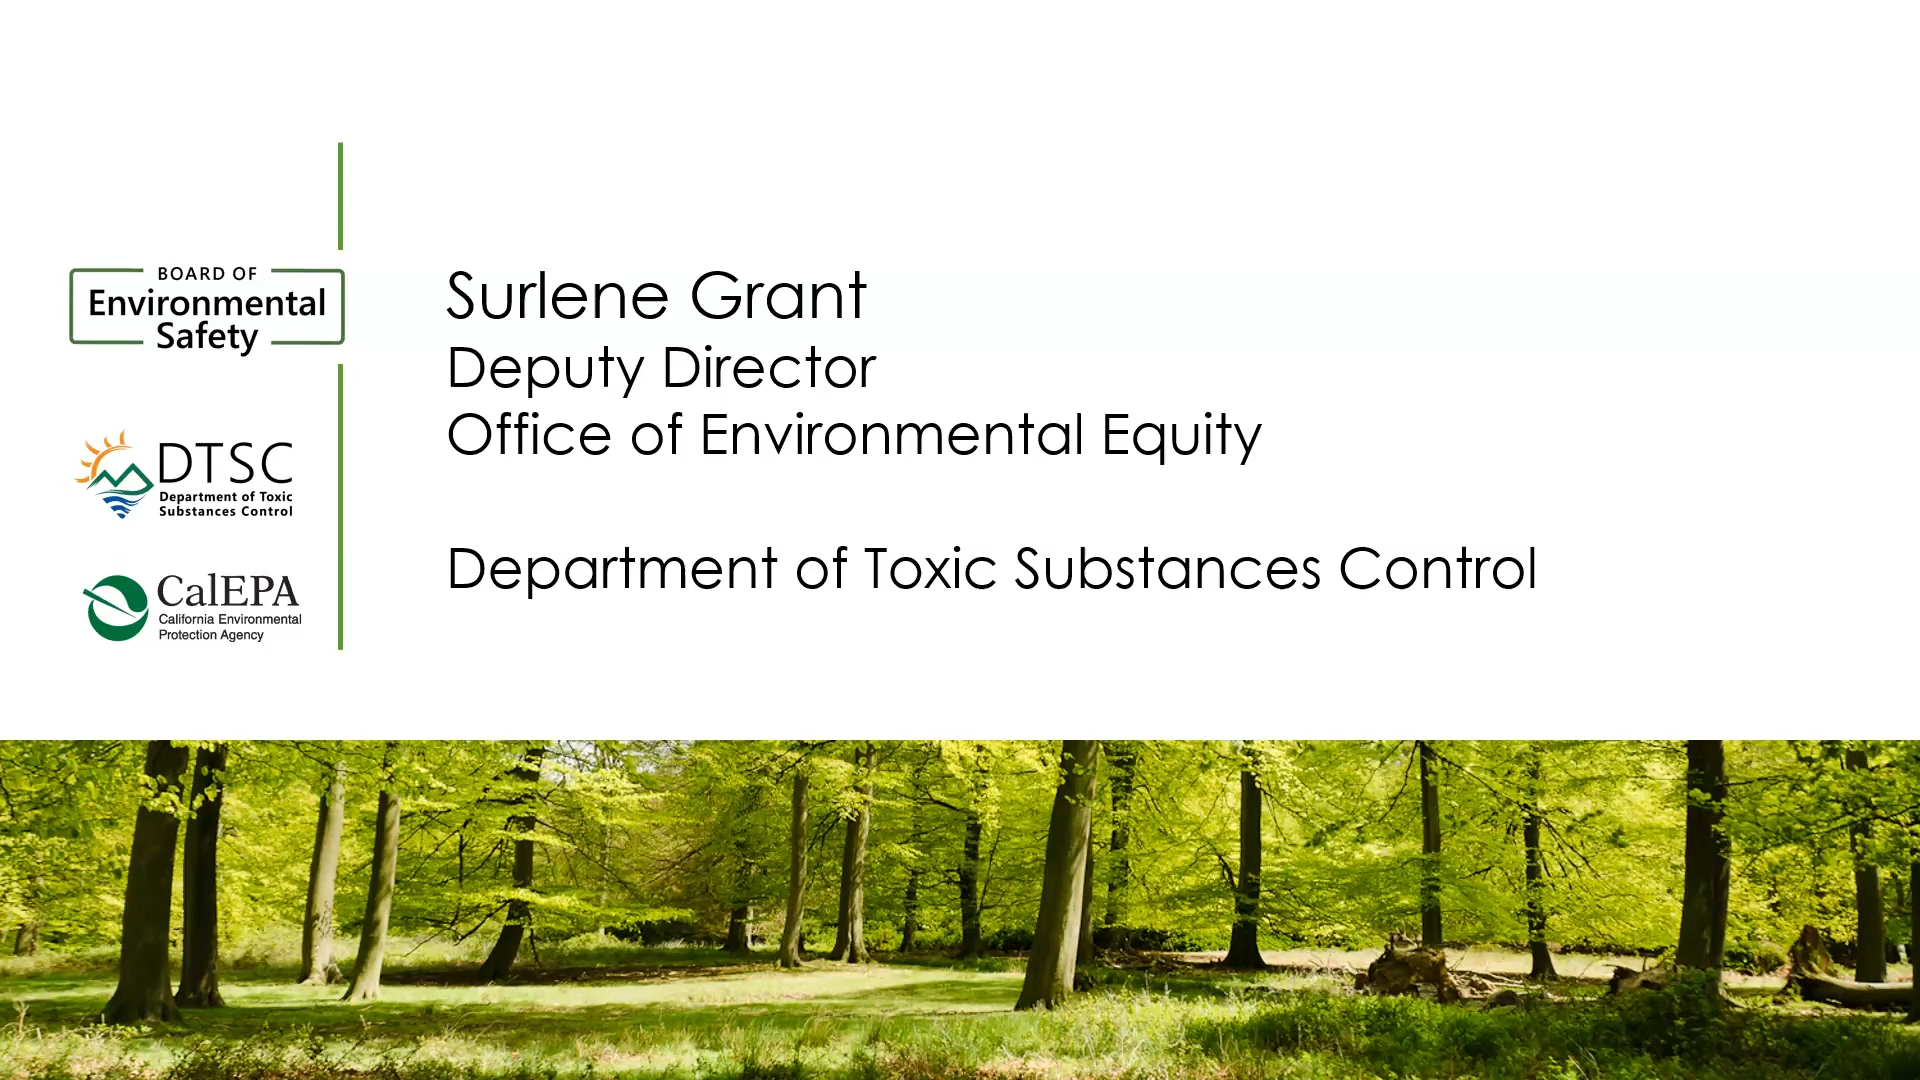 BOARD OF
Environmental
Safety
DTSC
Department of Toxic
Substances Control
CalEPA
California Environmental
Protection Agency
Surlene Grant
Deputy Director
Office of Environmental Equity
Department of Toxic Substances Control